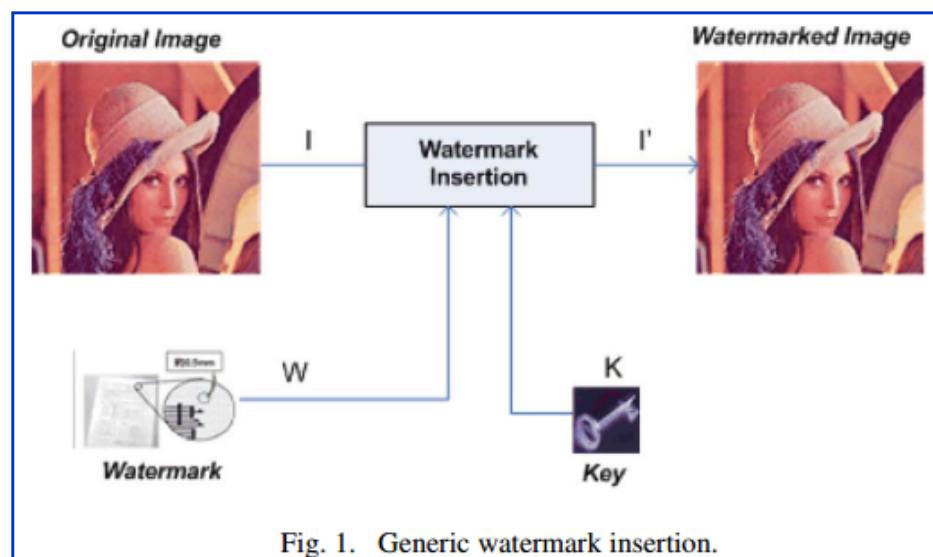 Original Image
Watermarked Image
I
Watermark
Insertion
I'
W
K
Watermark
Key
Fig. 1. Generic watermark insertion.